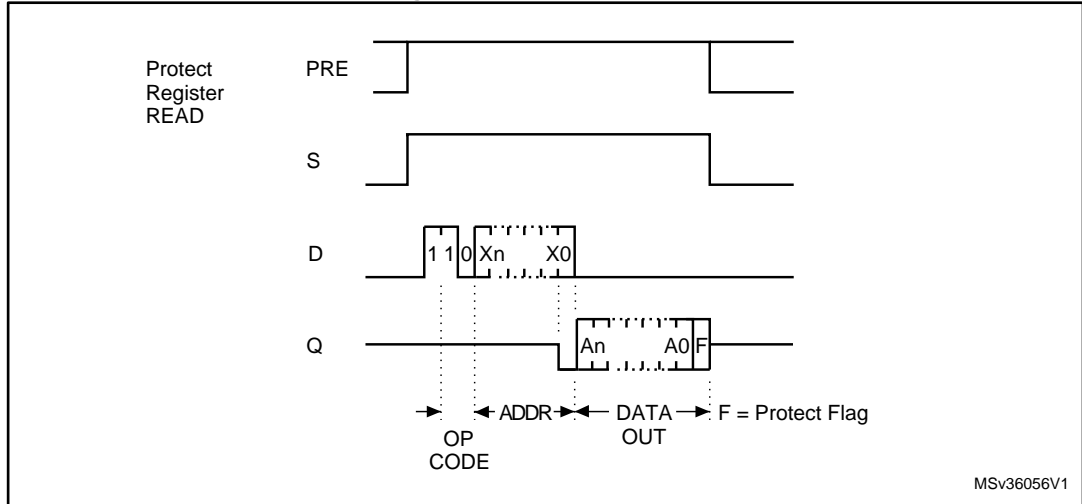 Protect
Register
READ
PRE
S
D
1 1 0 Xn X0
Q
An A0 F
ADDR
DATA
OUT
F = Protect Flag
OP
CODE
MSv36056V1